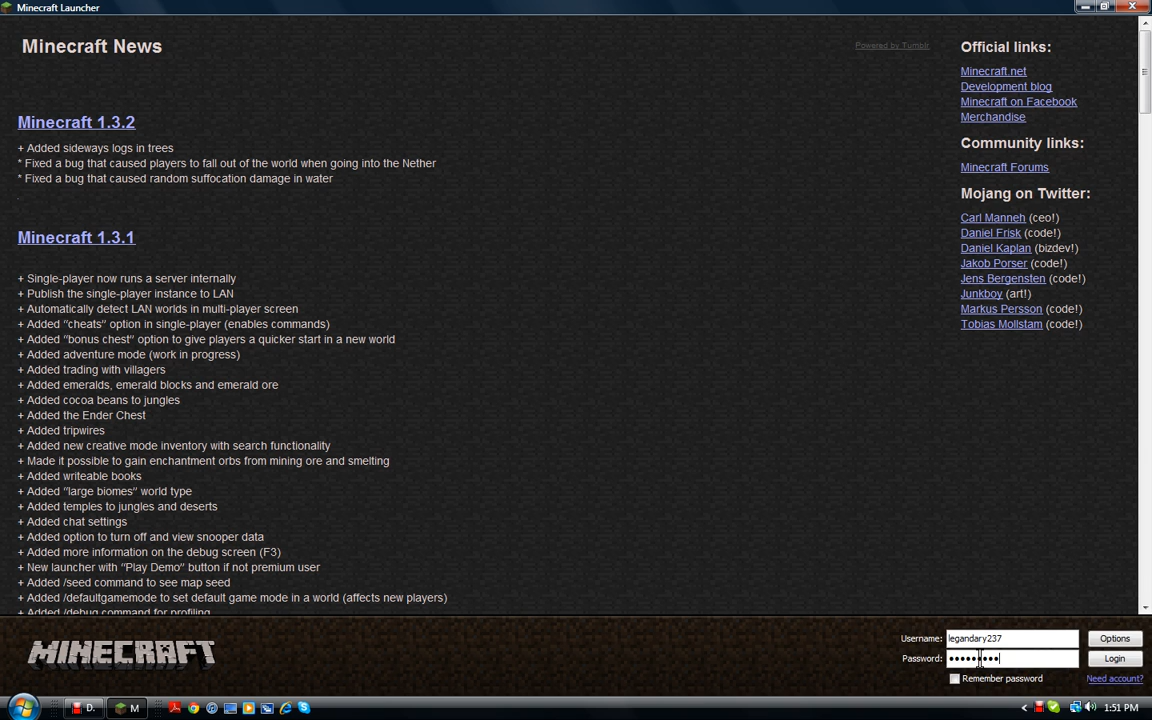 Minecraft Launcher
Minecraft News
Powered by Tumblr
Minecraft 1.3.2
+ Added sideways logs in trees
* Fixed a bug that caused players to fall out of the world when going into the Nether
* Fixed a bug that caused random suffocation damage in water
Minecraft 1.3.1
+ Single-player now runs a server internally
+ Publish the single-player instance to LAN
+ Automatically detect LAN worlds in multi-player screen
+ Added “cheats” option in single-player (enables commands)
+ Added “bonus chest” option to give players a quicker start in a new world
+ Added adventure mode (work in progress)
+ Added trading with villagers
+ Added emeralds, emerald blocks and emerald ore
+ Added cocoa beans to jungles
+ Added the Ender Chest
+ Added tripwires
+ Added new creative mode inventory with search functionality
+ Made it possible to gain enchantment orbs from mining ore and smelting
+ Added writeable books
+ Added “large biomes” world type
+ Added temples to jungles and deserts
+ Added chat settings
+ Added option to turn off and view snooper data
+ Added more information on the debug screen (F3)
+ New launcher with “Play Demo” button if not premium user
+ Added /seed command to see map seed
+ Added /defaultgamemode to set default game mode in a world (affects new players)
+ Added /debug command for profiling
Official links:
Minecraft.net
Development blog
Minecraft on Facebook
Merchandise
Community links:
Minecraft Forums
Mojang on Twitter:
Carl Manneh (ceo!)
Daniel Frisk (code!)
Daniel Kaplan (bizdev!)
Jakob Porser (code!)
Jens Bergensten (code!)
Junkboy (art!)
Markus Persson (code!)
Tobias Mollstam (code!)
MINECRAFT
Username: legandary237
Options
Password: ••••••••••
Login
Remember password
Need account?
D.
M
1:51 PM